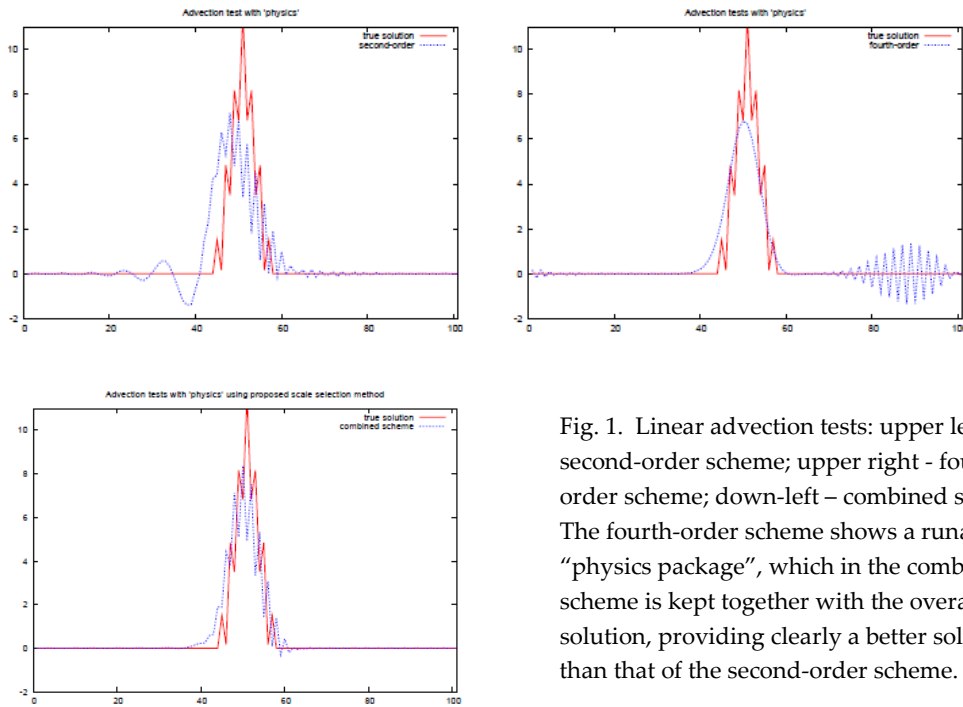 Advection test with 'physics'
true solution
second-order
10
8
6
4
2
0
-2
0 20 40 60 80 100
Advection tests with 'physics'
true solution
fourth-order
10
8
6
4
2
0
-2
0 20 40 60 80 100
Advection tests with 'physics' using proposed scale selection method
true solution
combined scheme
10
8
6
4
2
0
-2
0 20 40 60 80 100
Fig. 1. Linear advection tests: upper le
second-order scheme; upper right - fou
order scheme; down-left – combined s
The fourth-order scheme shows a runa
“physics package”, which in the comb
scheme is kept together with the overa
solution, providing clearly a better sol
than that of the second-order scheme.